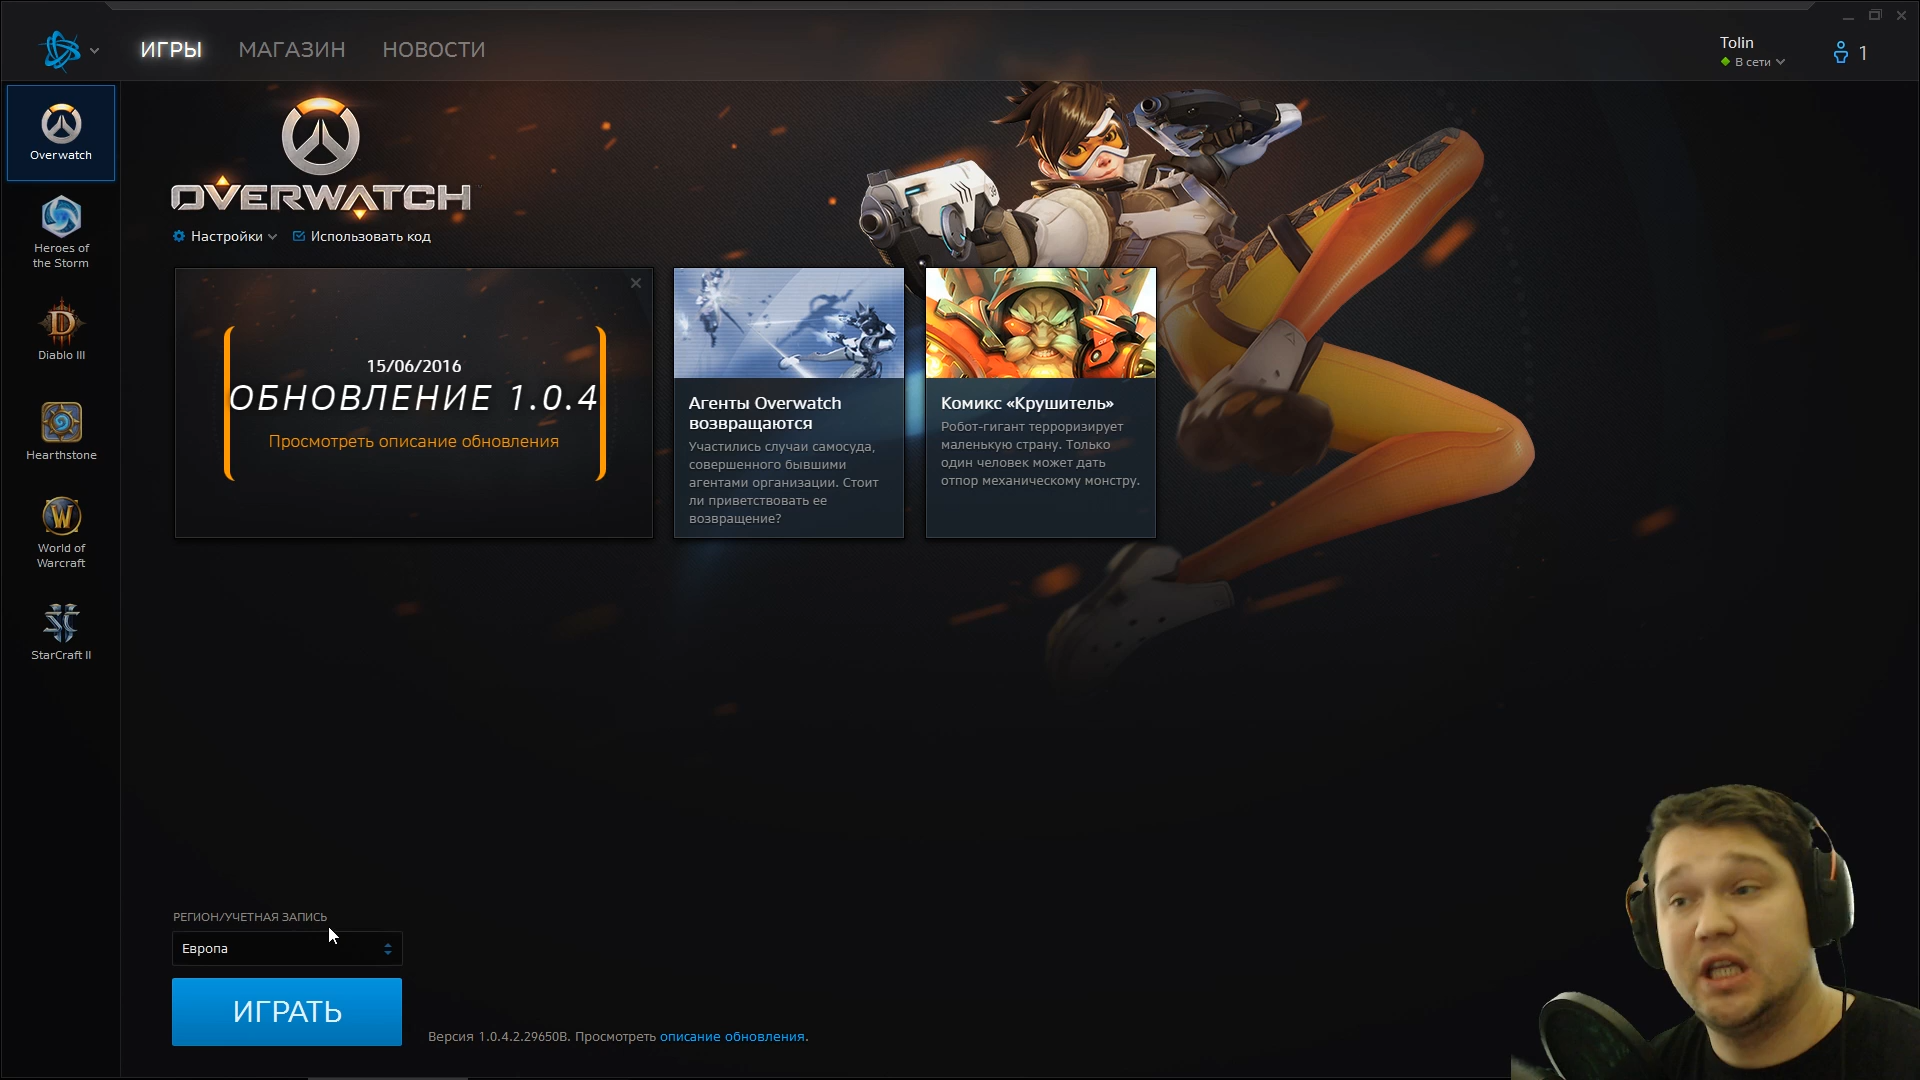 ИГРЫ МАГАЗИН НОВОСТИ
Tolin
В сети
1
Overwatch
Heroes of
the Storm
Diablo III
Hearthstone
World of
Warcraft
StarCraft II
OVERWATCH
Настройки Использовать код
15/06/2016
ОБНОВЛЕНИЕ 1.0.4
Просмотреть описание обновления
Агенты Overwatch
возвращаются
Участились случаи самосуда,
совершенного бывшими
агентами организации. Стоит
ли приветствовать ее
возвращение?
Комикс «Крушитель»
Робот-гигант терроризирует
маленькую страну. Только
один человек может дать
отпор механическому монстру.
РЕГИОН/УЧЕТНАЯ ЗАПИСЬ
Европа
ИГРАТЬ
Версия 1.0.4.2.29650B. Просмотреть описание обновления.